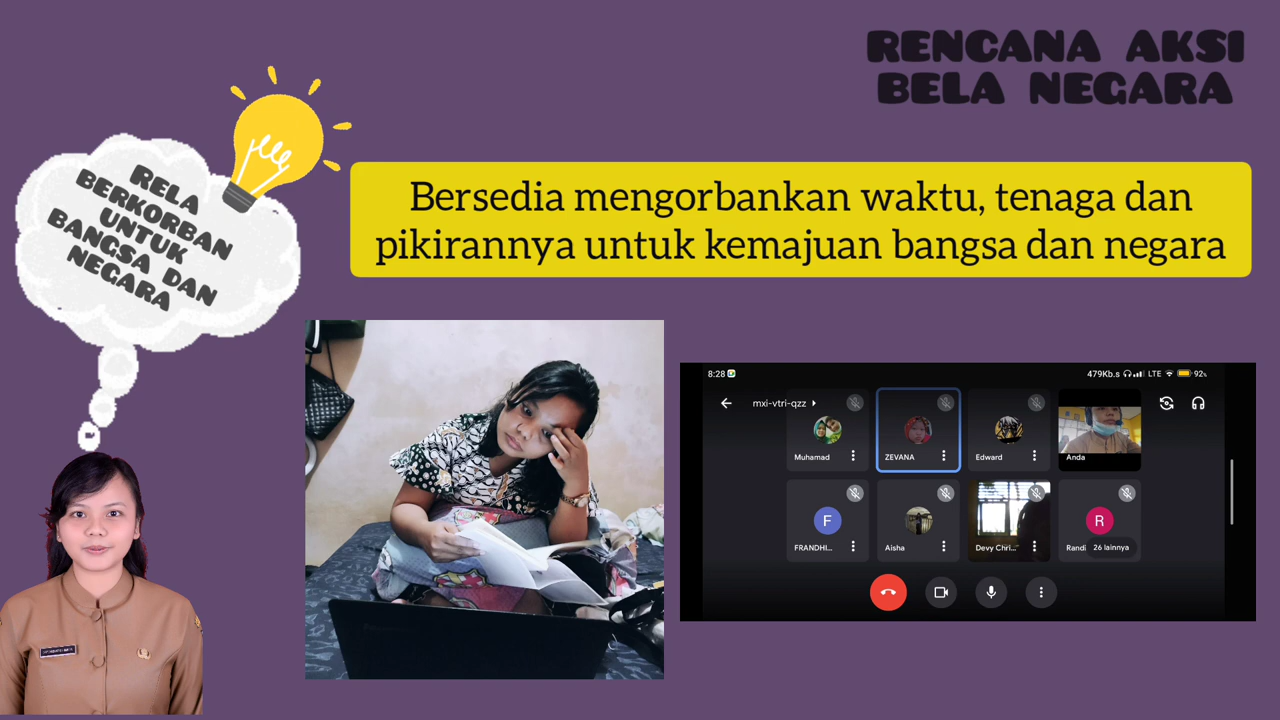 RENCANA AKSI
BELA NEGARA
RELA
BERKORBAN
UNTUK
BANGSA DAN
NEGARA
Bersedia mengorbankan waktu, tenaga dan
pikirannya untuk kemajuan bangsa dan negara
8:28
479Kb.s LTE 92%
mxi-vtri-qzz
Muhamad
ZEVANA
Edward
Anda
F
R
FRANDHI...
Aisha
Devy Chri...
Randi
26 lainnya